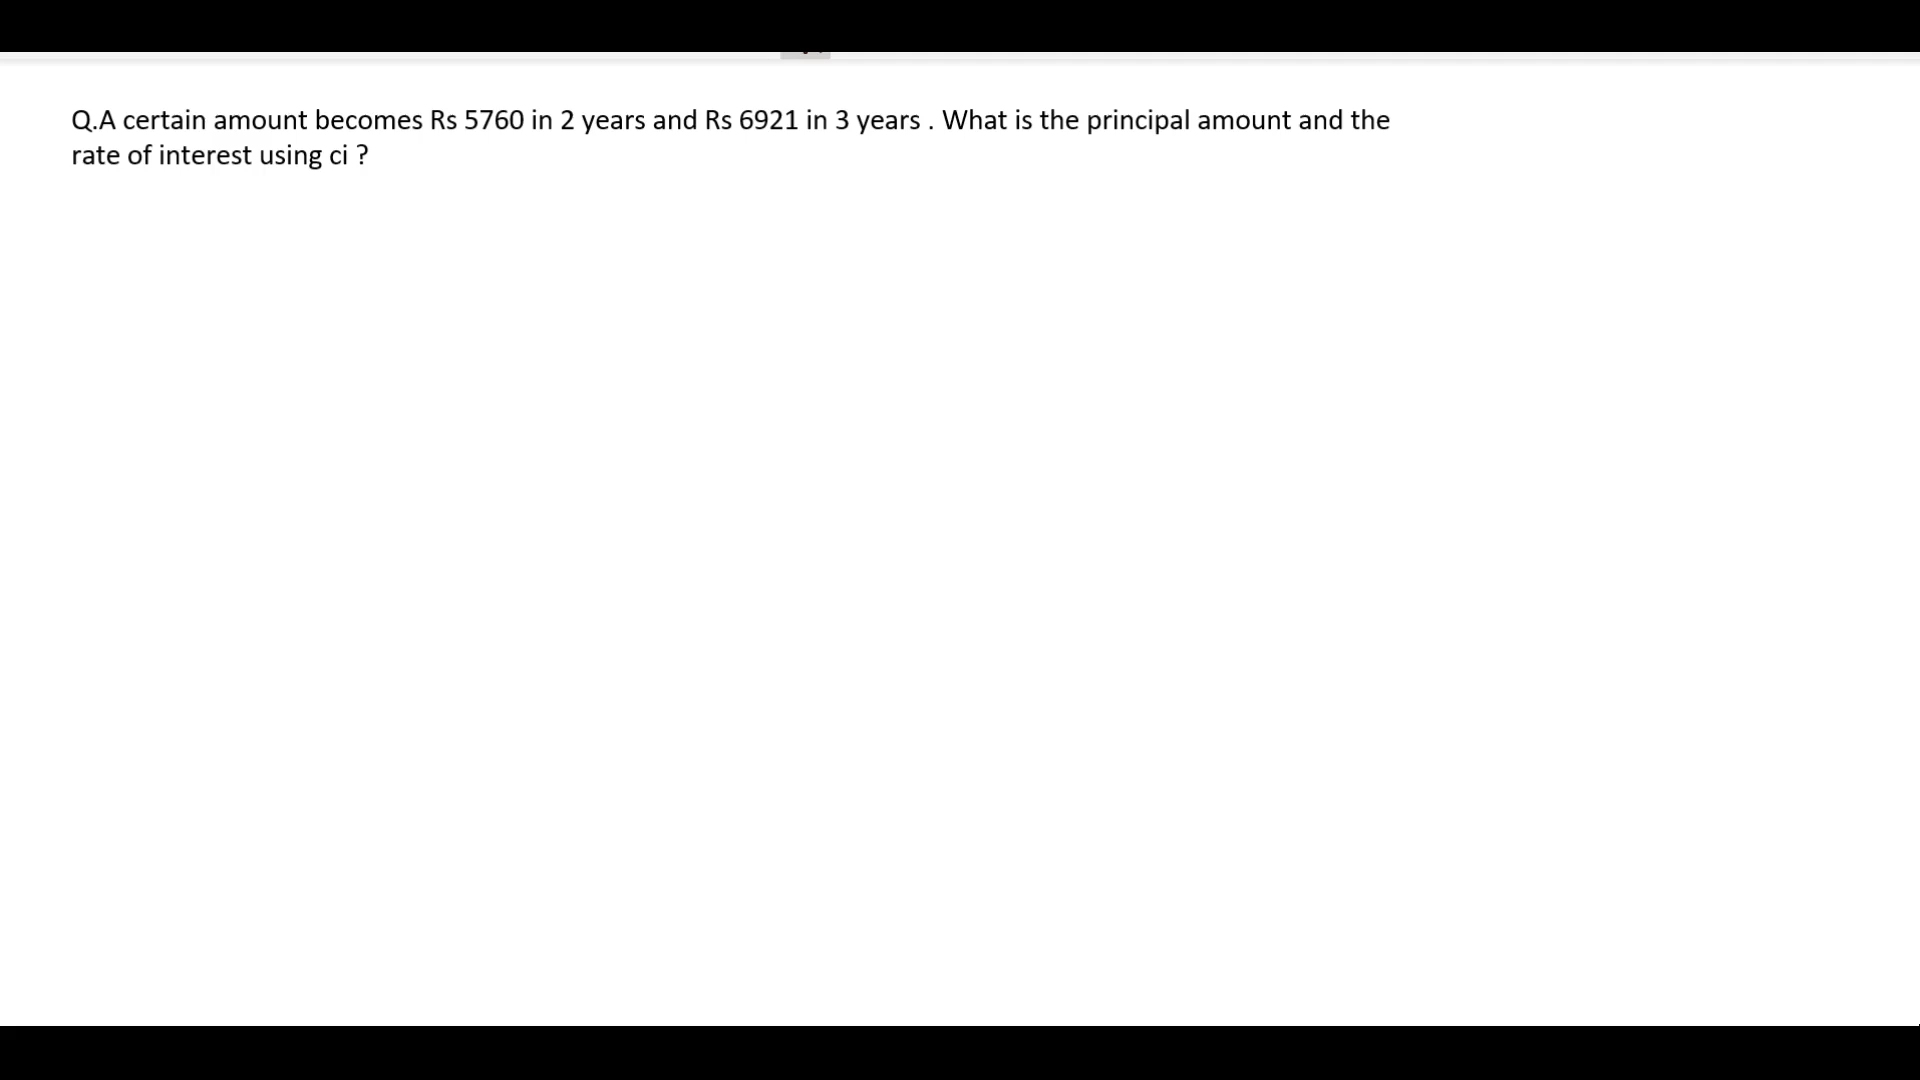 Q.A certain amount becomes Rs 5760 in 2 years and Rs 6921 in 3 years . What is the principal amount and the
rate of interest using ci ?